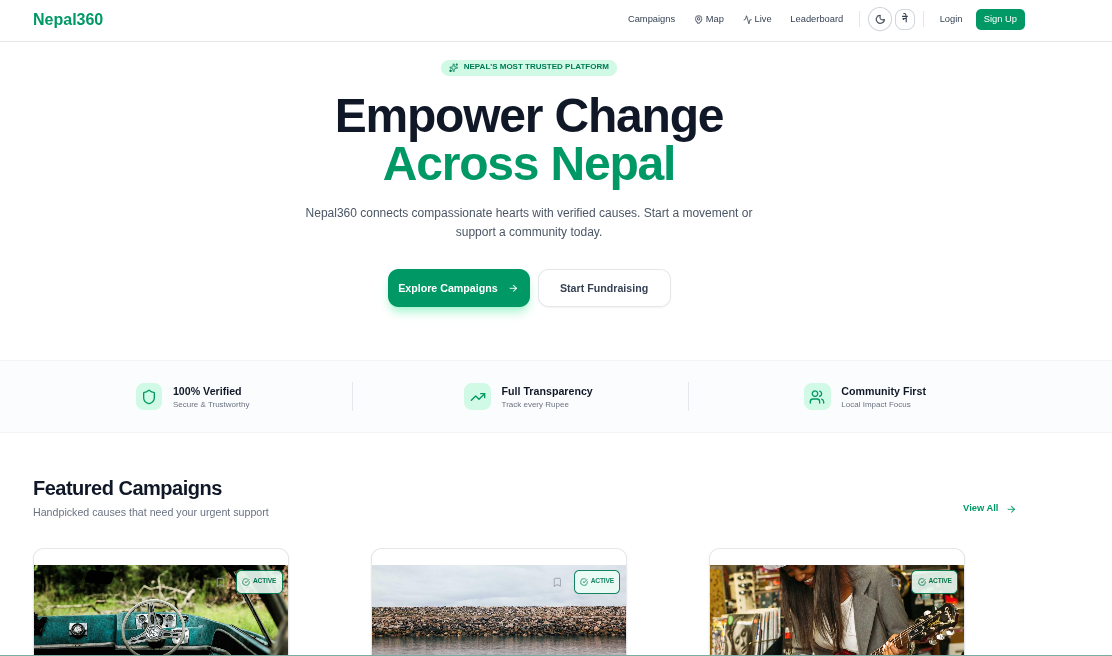 Nepal360
Campaigns
Map
Live
Leaderboard
ने
Login
Sign Up
NEPAL'S MOST TRUSTED PLATFORM
Empower Change
Across Nepal
Nepal360 connects compassionate hearts with verified causes. Start a movement or
support a community today.
Explore Campaigns
Start Fundraising
100% Verified
Secure & Trustworthy
Full Transparency
Track every Rupee
Community First
Local Impact Focus
Featured Campaigns
Handpicked causes that need your urgent support
View All
ACTIVE
ACTIVE
ACTIVE